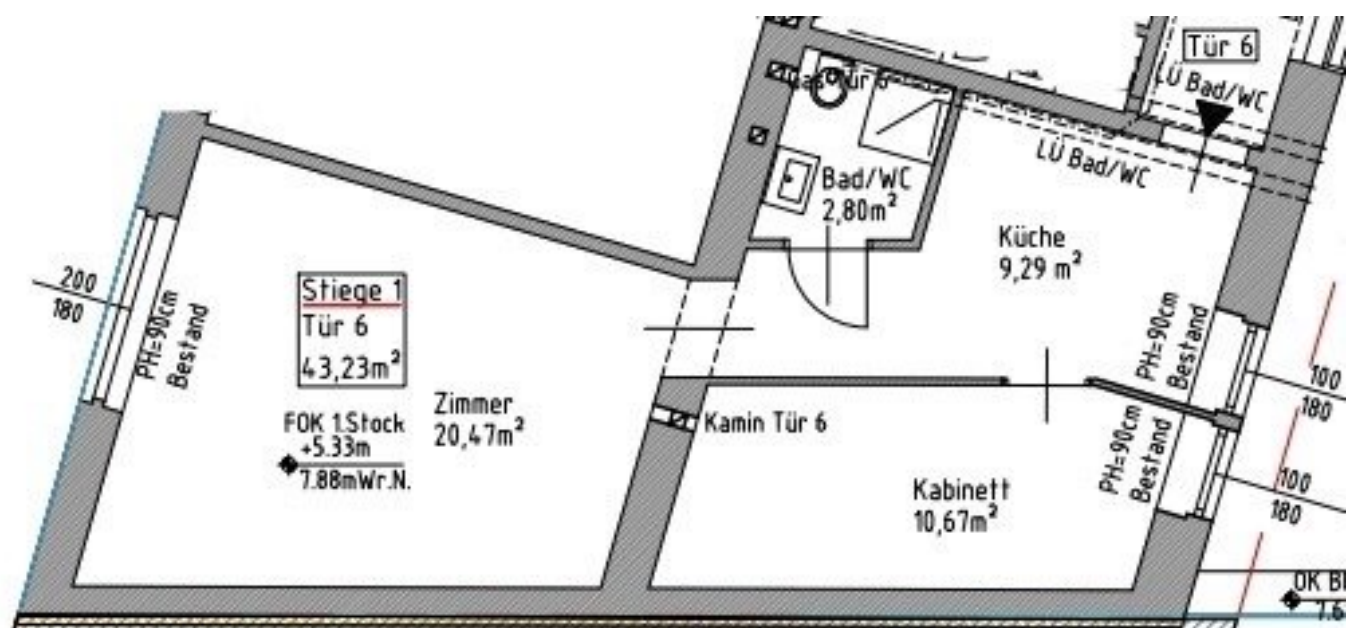 Tür 6
LÜ Bad/WC
LÜ Bad/WC
Bad/WC
2,80m²
Küche
9,29 m²
200
180
PH=90cm
Bestand
Stiege 1
Tür 6
43,23m²
FOK 1.Stock
+5.33m
7.88mWr.N.
Zimmer
20,47m²
Kamin Tür 6
Kabinett
10,67m²
PH=90cm
Bestand
100
180
PH=90cm
Bestand
100
180
OK